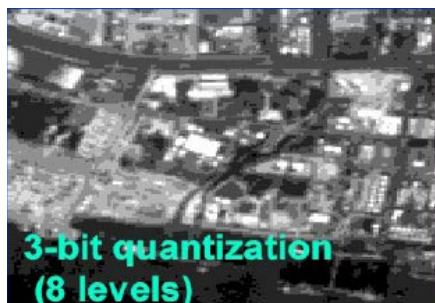 3-bit quantization
(8 levels)